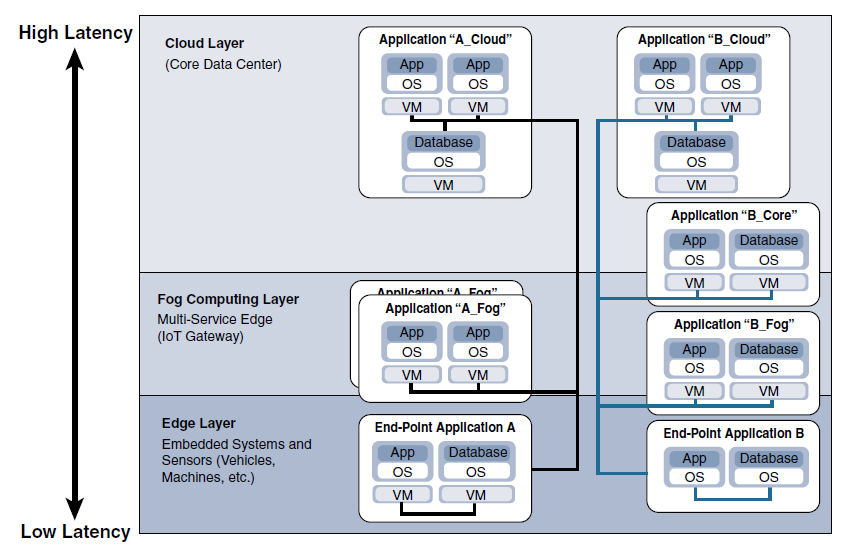 High Latency
Cloud Layer
(Core Data Center)
Application “A_Cloud”
App App
OS OS
VM VM
Database
OS
VM
Application “B_Cloud”
App App
OS OS
VM VM
Database
OS
VM
Application “B_Core”
App Database
OS OS
VM VM
Fog Computing Layer
Multi-Service Edge
(IoT Gateway)
Application “A_Fog”
Application “A_Fog”
App App
OS OS
VM VM
Application “B_Fog”
App Database
OS OS
VM VM
Edge Layer
Embedded Systems and
Sensors (Vehicles,
Machines, etc.)
End-Point Application A
App Database
OS OS
VM VM
End-Point Application B
App Database
OS OS
Low Latency